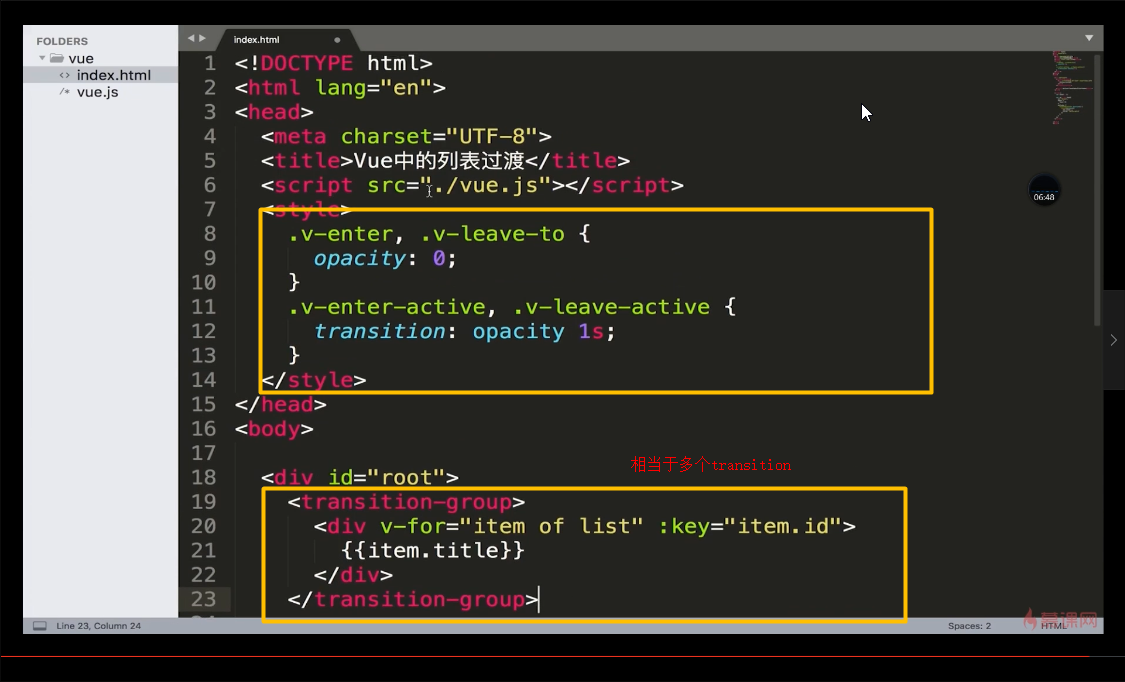 FOLDERS
vue
<> index.html
/* vue.js
index.html
1 <!DOCTYPE html>
2 <html lang="en">
3 <head>
4 <meta charset="UTF-8">
5 <title>Vue中的列表过渡</title>
6 <script src="./vue.js"></script>
7 <style>
8 .v-enter, .v-leave-to {
9 opacity: 0;
10 }
11 .v-enter-active, .v-leave-active {
12 transition: opacity 1s;
13 }
14 </style>
15 </head>
16 <body>
17
相当于多个transition
18 <div id="root">
19 <transition-group>
20 <div v-for="item of list" :key="item.id">
21 {{item.title}}
22 </div>
23 </transition-group>
06:48
慕课网
Line 23, Column 24
Spaces: 2
HTML